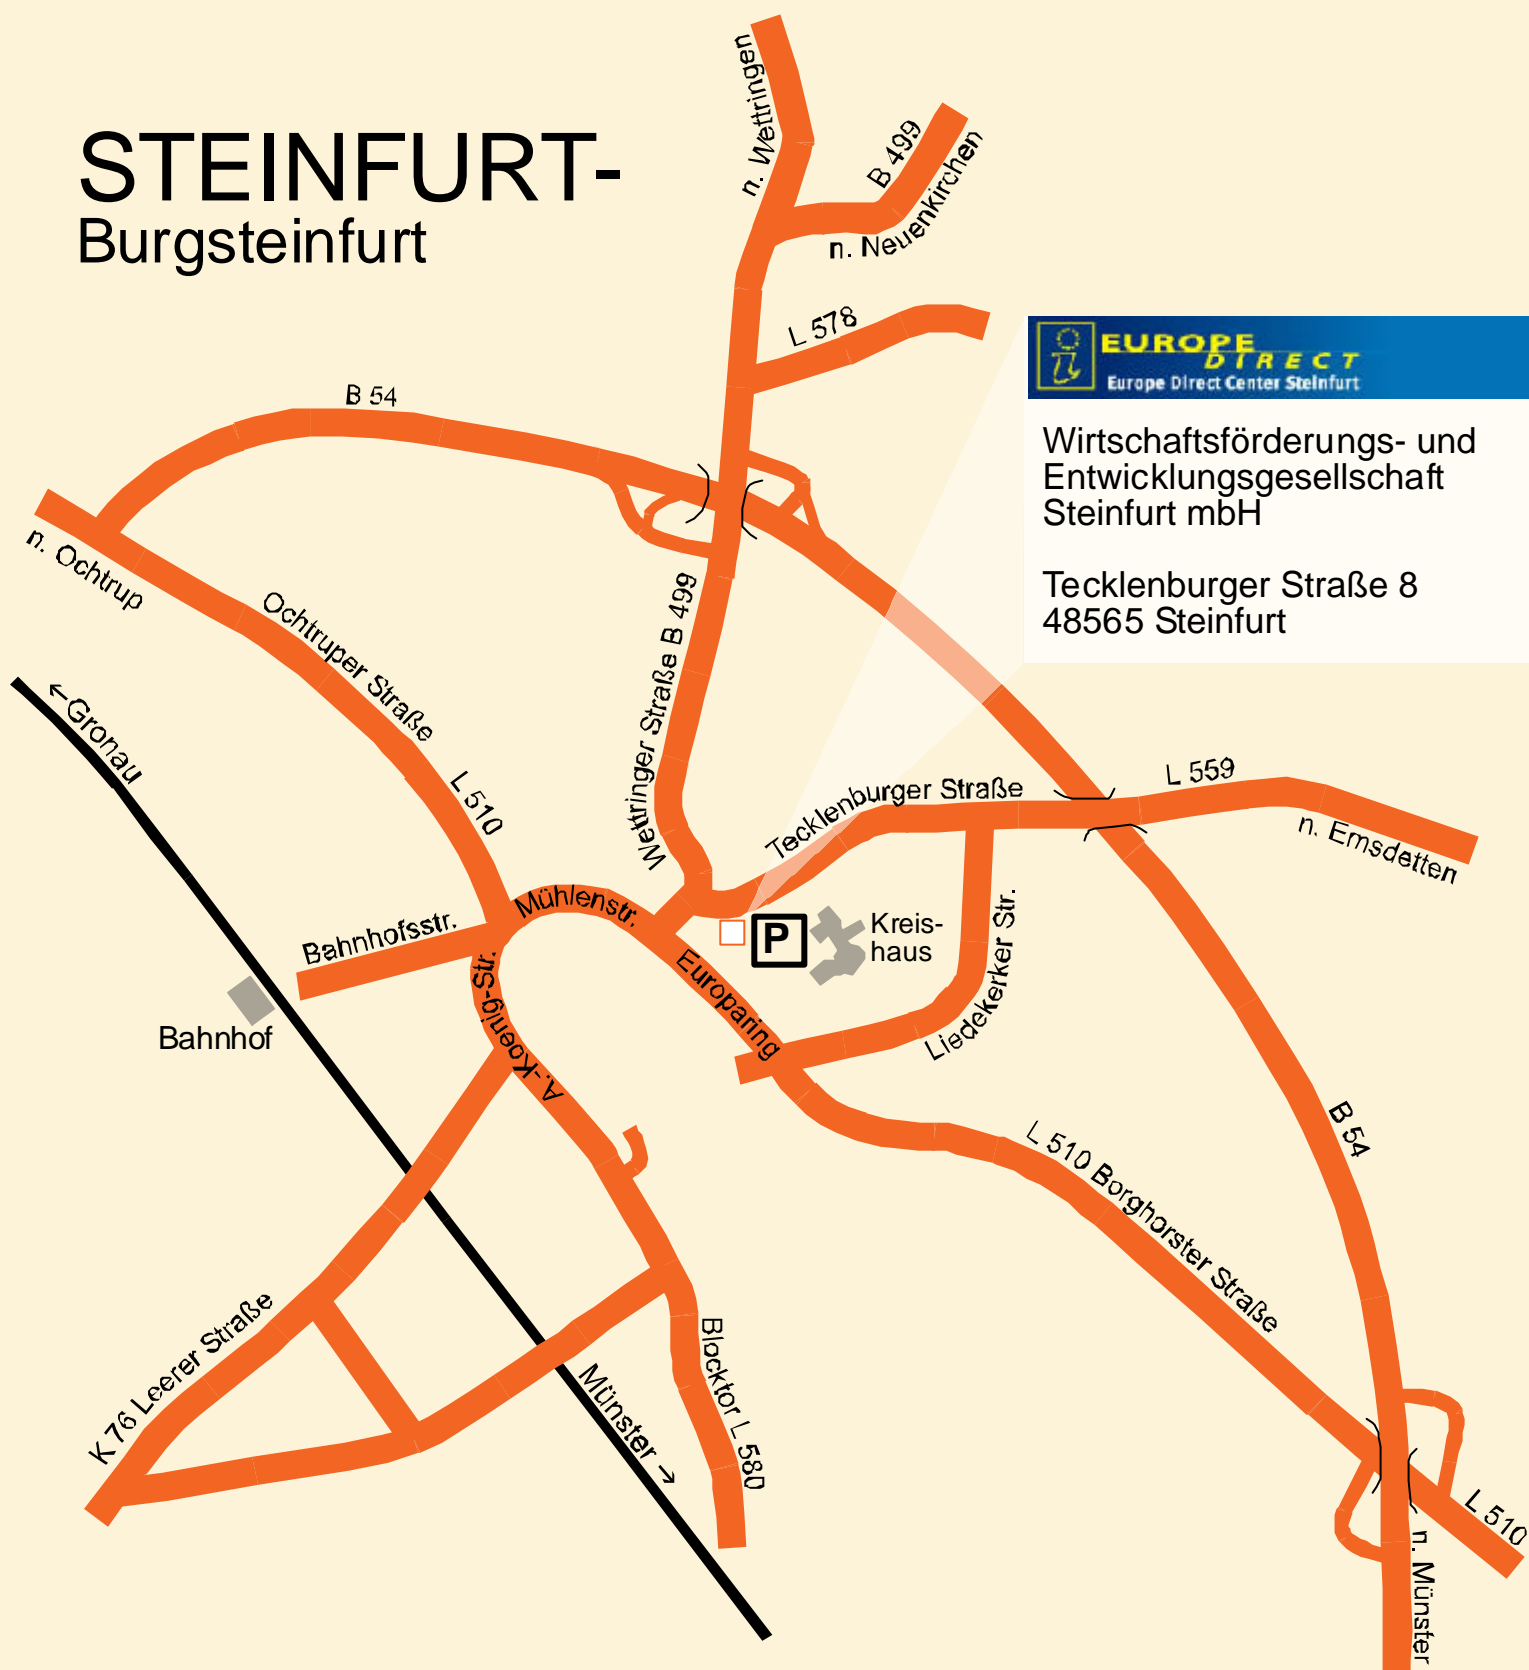 STEINFURT-
Burgsteinfurt
n. Wettringen
B 499
n. Neuenkirchen
L 578
EUROPE
DIRECT
Europe Direct Center Steinfurt
B 54
Wirtschaftsförderungs- und
Entwicklungsgesellschaft
Steinfurt mbH
Tecklenburger Straße 8
48565 Steinfurt
n. Ochtrup
Ochtruper Straße
L 510
Wettringer Straße B 499
←Gronau
Tecklenburger Straße
L 559
n. Emsdetten
Mühlenstr.
Bahnhofsstr.
P
Kreis-
haus
Europaring
Liedekerker Str.
Bahnhof
A.-Koenig-Str.
L 510 Borghorster Straße
B 54
K 76 Leerer Straße
Münster →
Blocktor L 580
L 510
n. Münster